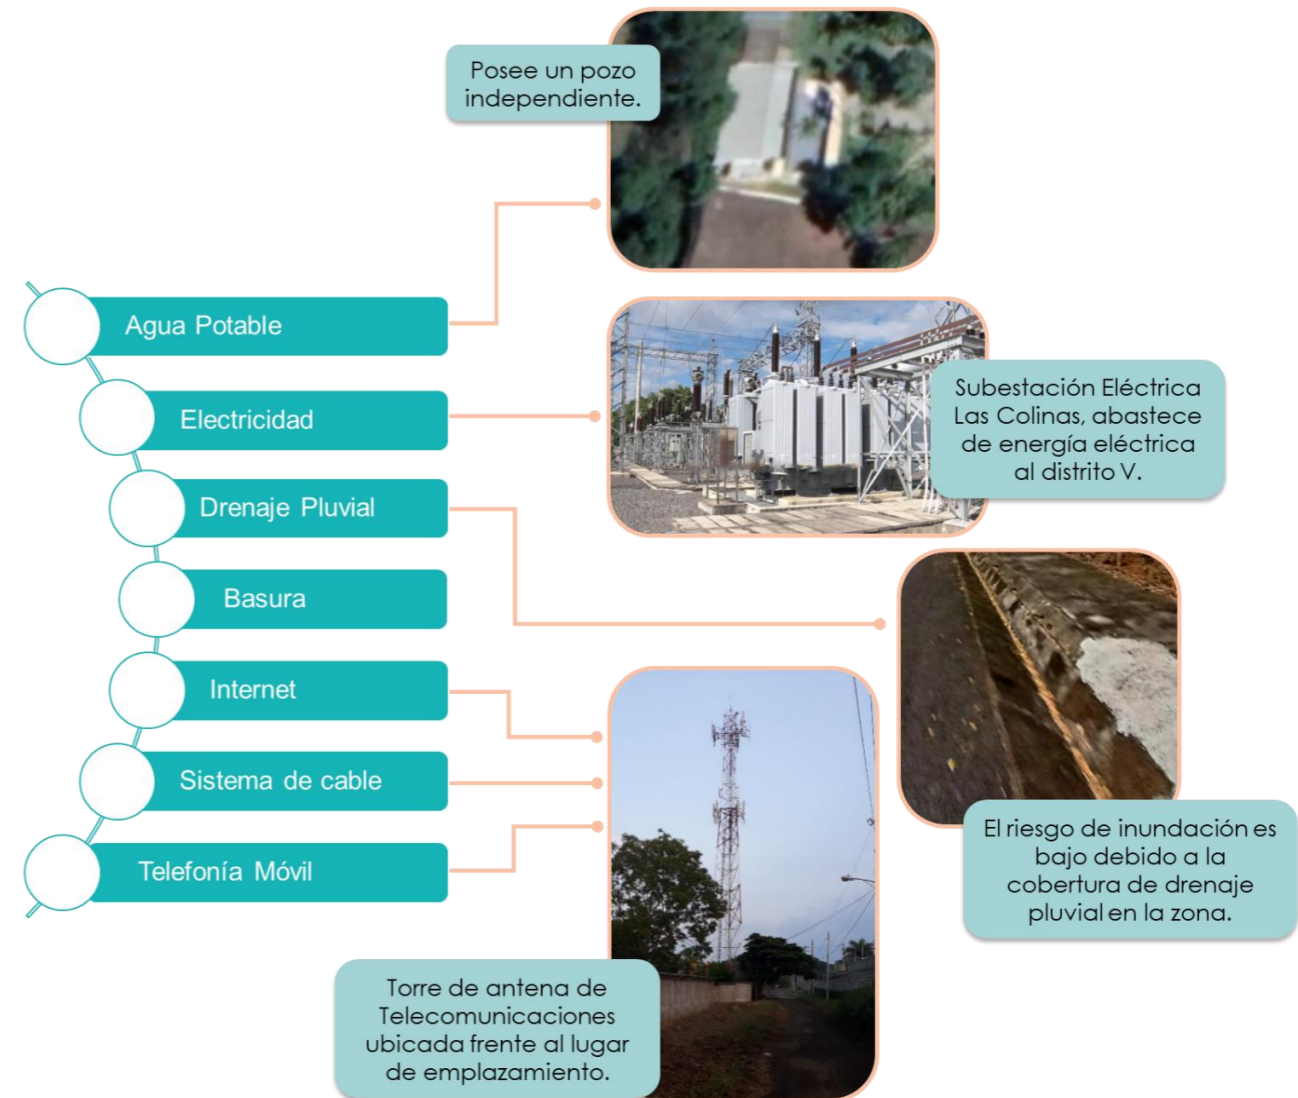 Posee un pozo
independiente.
Agua Potable
Electricidad
Drenaje Pluvial
Basura
Internet
Sistema de cable
Telefonía Móvil
Subestación Eléctrica
Las Colinas, abastece
de energía eléctrica
al distrito V.
El riesgo de inundación es
bajo debido a la
cobertura de drenaje
pluvial en la zona.
Torre de antena de
Telecomunicaciones
ubicada frente al lugar
de emplazamiento.